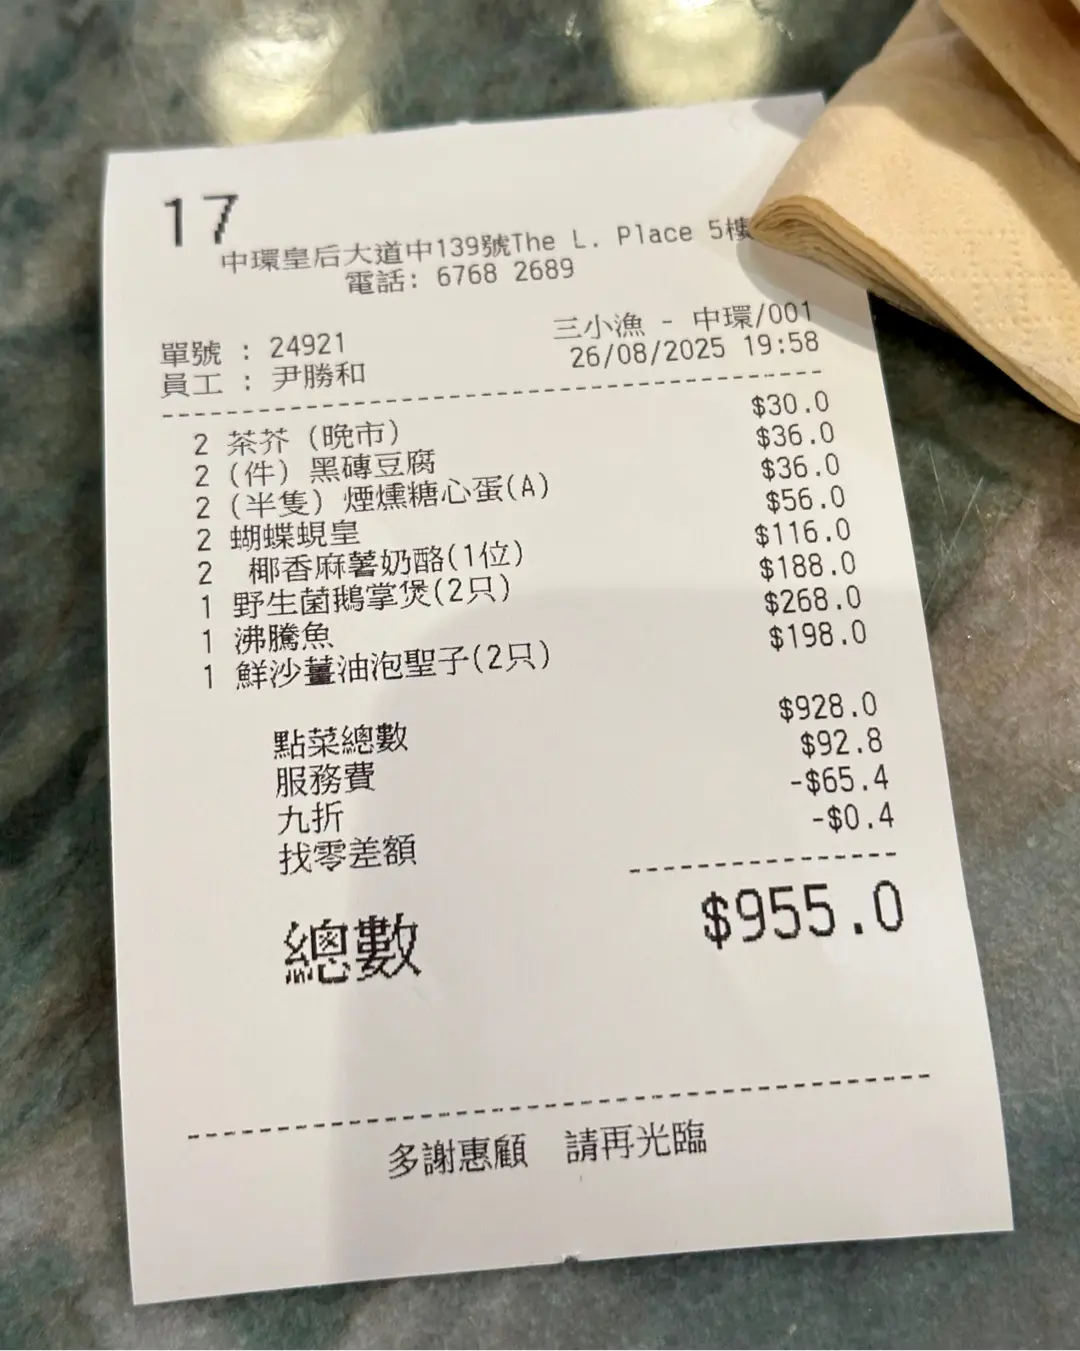 17
中環皇后大道中139號The L. Place 5樓
電話: 6768 2689
單號 : 24921
三小漁 - 中環/001
員工 : 尹勝和
26/08/2025 19:58
2 茶芥 (晚市) $30.0
2 (件) 黑磚豆腐 $36.0
2 (半隻) 煙燻糖心蛋(A) $36.0
2 蝴蝶蜆皇 $56.0
2 椰香麻薯奶酪(1位) $116.0
1 野生菌鵝掌煲(2只) $188.0
1 沸騰魚 $268.0
1 鮮沙薑油泡聖子(2只) $198.0
點菜總數 $928.0
服務費 $92.8
九折 -$65.4
找零差額 -$0.4
總數 $955.0
多謝惠顧 請再光臨